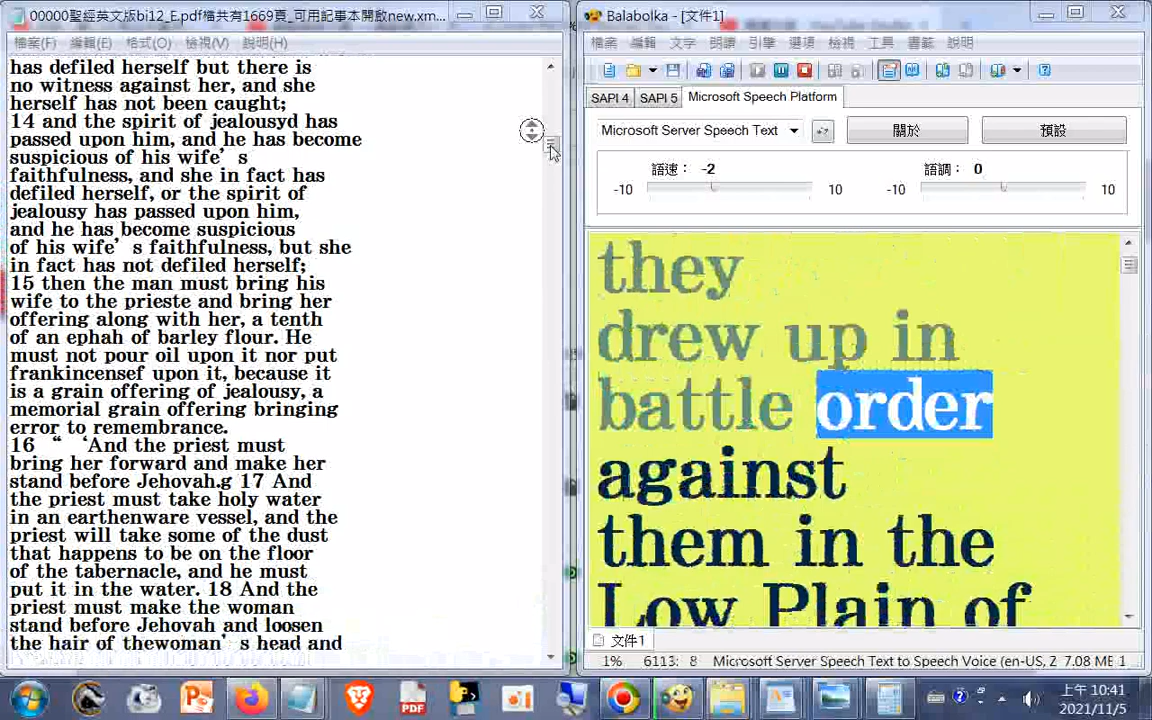 00000聖經英文版bi12_E.pdf檔共有1669頁_可用記事本開啟new.xm...
檔案(F) 編輯(E) 格式(O) 檢視(V) 說明(H)
has defiled herself but there is
no witness against her, and she
herself has not been caught;
14 and the spirit of jealousyd has
passed upon him, and he has become
suspicious of his wife’s
faithfulness, and she in fact has
defiled herself, or the spirit of
jealousy has passed upon him,
and he has become suspicious
of his wife’s faithfulness, but she
in fact has not defiled herself;
15 then the man must bring his
wife to the prieste and bring her
offering along with her, a tenth
of an ephah of barley flour. He
must not pour oil upon it nor put
frankincensef upon it, because it
is a grain offering of jealousy, a
memorial grain offering bringing
error to remembrance.
16 “ ‘And the priest must
bring her forward and make her
stand before Jehovah.g 17 And
the priest must take holy water
in an earthenware vessel, and the
priest will take some of the dust
that happens to be on the floor
of the tabernacle, and he must
put it in the water. 18 And the
priest must make the woman
stand before Jehovah and loosen
the hair of thewoman’s head and
Balabolka - [文件1]
檔案 編輯 文字 朗讀 引擎 選項 檢視 工具 書籤 說明
SAPI 4 SAPI 5 Microsoft Speech Platform
Microsoft Server Speech Text 關於 預設
語速： -2 語調： 0
-10 10 -10 10
they
drew up in
battle order
against
them in the
Low Plain of
文件1
1% 6113: 8 Microsoft Server Speech Text to Speech Voice (en-US, 2 7.08 ME 1
上午 10:41
2021/11/5